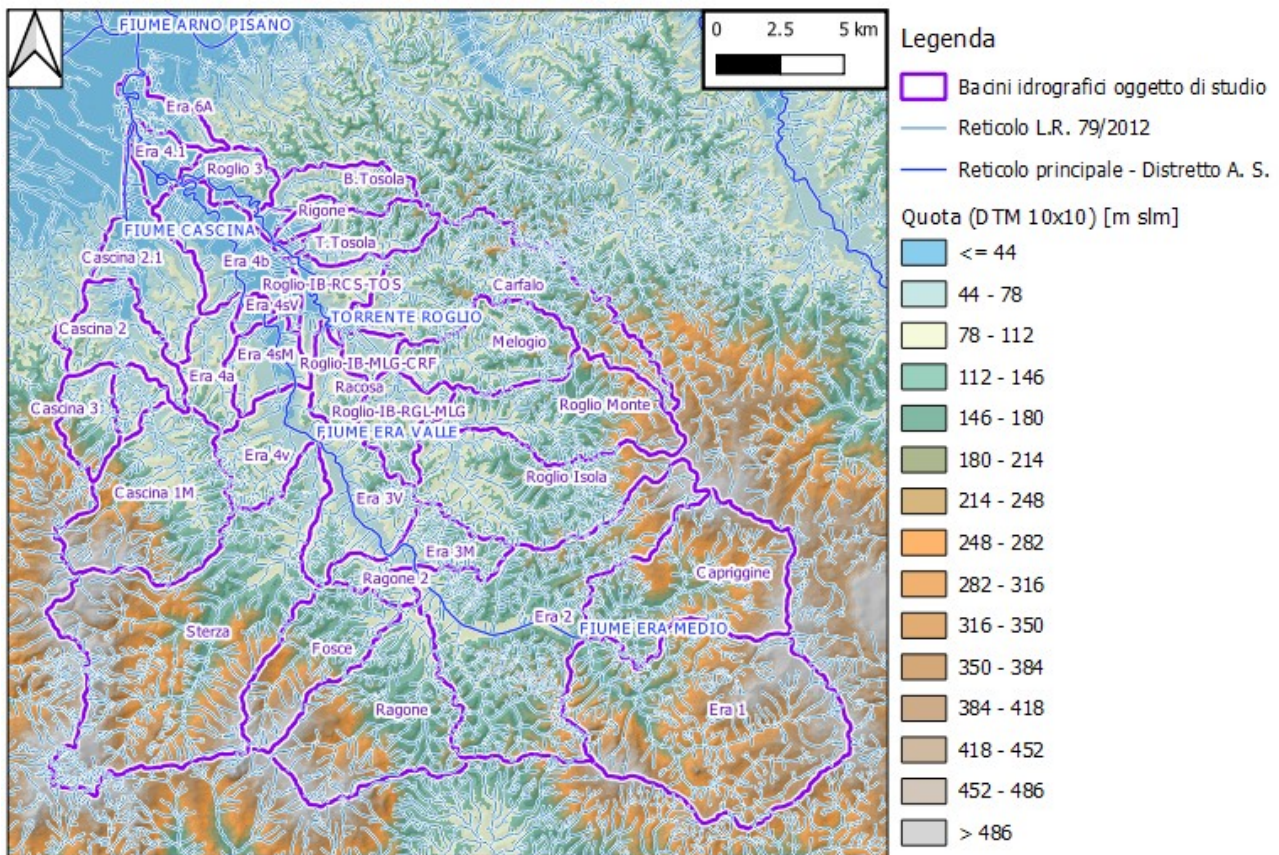 FIUME ARNO PISANO
0 2.5 5 km
Era 6A
Era 4.1
Roglio 3
B.Tosola
Rigone
FIUME CASCINA
T.Tosola
Cascina 2.1
Era 4b
Roglio-IB-RCS-TOS
Carfalo
Era 4sV
TORRENTE ROGLIO
Cascina 2
Melogio
Era 4sM
Roglio-IB-MLG-CRF
Era 4a
Racosa
Cascina 3
Roglio Monte
Roglio-IB-RGL-MLG
FIUME ERA VALLE
Era 4v
Roglio Isola
Cascina 1M
Era 3V
Era 3M
Capriggine
Ragone 2
Era 2
FIUME ERA MEDIO
Sterza
Fosce
Ragone
Era 1
Legenda
Bacini idrografici oggetto di studio
Reticolo L.R. 79/2012
Reticolo principale - Distretto A. S.
Quota (DTM 10x10) [m slm]
<= 44
44 - 78
78 - 112
112 - 146
146 - 180
180 - 214
214 - 248
248 - 282
282 - 316
316 - 350
350 - 384
384 - 418
418 - 452
452 - 486
> 486